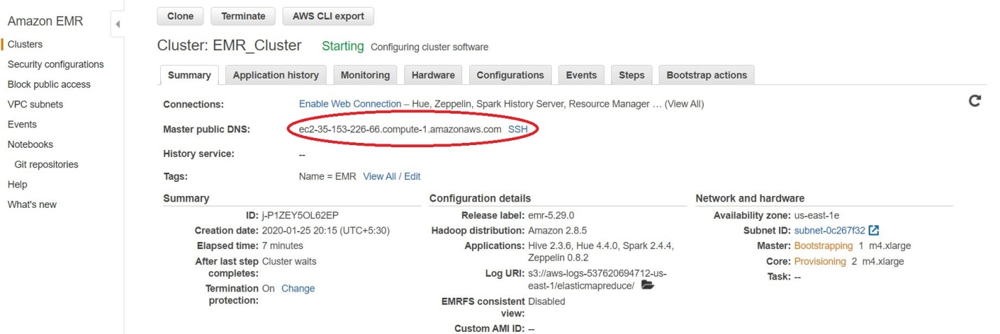 Amazon EMR
Clusters
Security configurations
Block public access
VPC subnets
Events
Notebooks
Git repositories
Help
What's new
Clone Terminate AWS CLI export
Cluster: EMR_Cluster Starting Configuring cluster software
Summary Application history Monitoring Hardware Configurations Events Steps Bootstrap actions
Connections: Enable Web Connection – Hue, Zeppelin, Spark History Server, Resource Manager … (View All)
Master public DNS: ec2-35-153-226-66.compute-1.amazonaws.com SSH
History service: --
Tags: Name = EMR View All / Edit
Summary
ID: j-P1ZEY5OL62EP
Creation date: 2020-01-25 20:15 (UTC+5:30)
Elapsed time: 7 minutes
After last step Cluster waits
completes:
Termination On Change
protection:
Configuration details
Release label: emr-5.29.0
Hadoop distribution: Amazon 2.8.5
Applications: Hive 2.3.6, Hue 4.4.0, Spark 2.4.4,
Zeppelin 0.8.2
Log URI: s3://aws-logs-537620694712-us-
east-1/elasticmapreduce/
EMRFS consistent Disabled
view:
Custom AMI ID: --
Network and hardware
Availability zone: us-east-1e
Subnet ID: subnet-0c267f32
Master: Bootstrapping 1 m4.xlarge
Core: Provisioning 2 m4.xlarge
Task: --